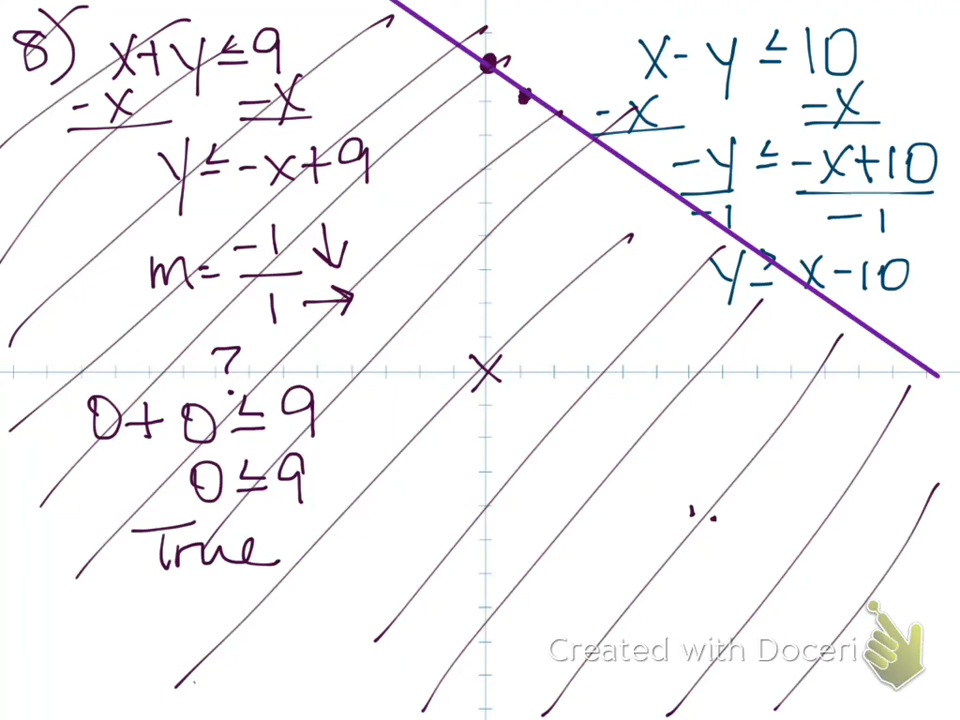 8) x+y≤9
-x -x
y≤-x+9
m= -1/1 ↓ →
?
0+0≤9
0≤9
True
x-y≤10
-x -x
-y≤-x+10
-1 -1
y≥x-10
Created with Doceri